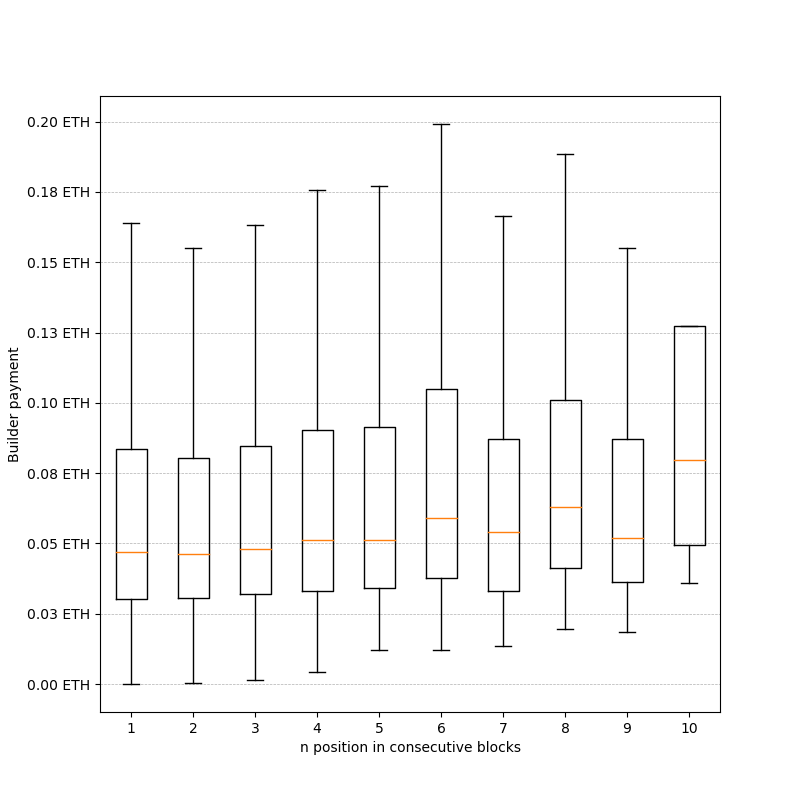 0.20 ETH
0.18 ETH
0.15 ETH
0.13 ETH
0.10 ETH
0.08 ETH
0.05 ETH
0.03 ETH
0.00 ETH
Builder payment
1 2 3 4 5 6 7 8 9 10
n position in consecutive blocks